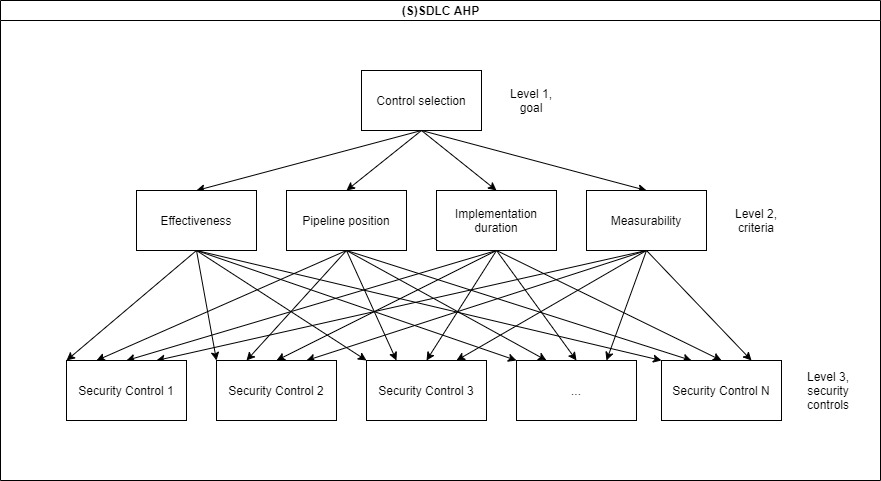 (S)SDLC AHP
Control selection
Level 1,
goal
Effectiveness
Pipeline position
Implementation
duration
Measurability
Level 2,
criteria
Security Control 1
Security Control 2
Security Control 3
...
Security Control N
Level 3,
security
controls